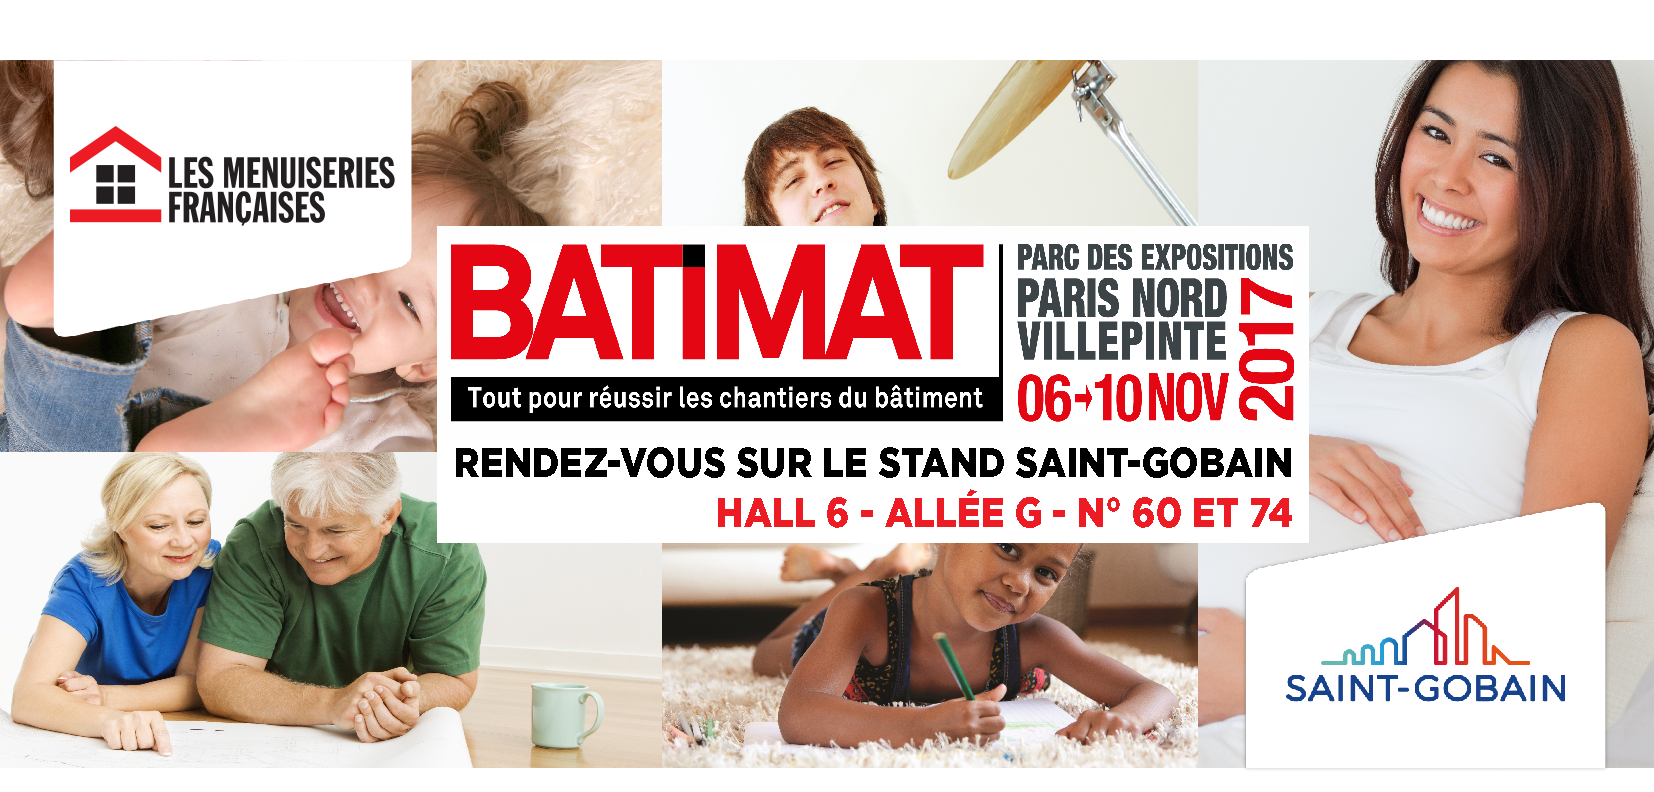 LES MENUISERIES
FRANÇAISES
BATiMAT
Tout pour réussir les chantiers du bâtiment
PARC DES EXPOSITIONS
PARIS NORD
VILLEPINTE
06→10 NOV
2017
RENDEZ-VOUS SUR LE STAND SAINT-GOBAIN
HALL 6 - ALLÉE G - N° 60 ET 74
SAINT-GOBAIN